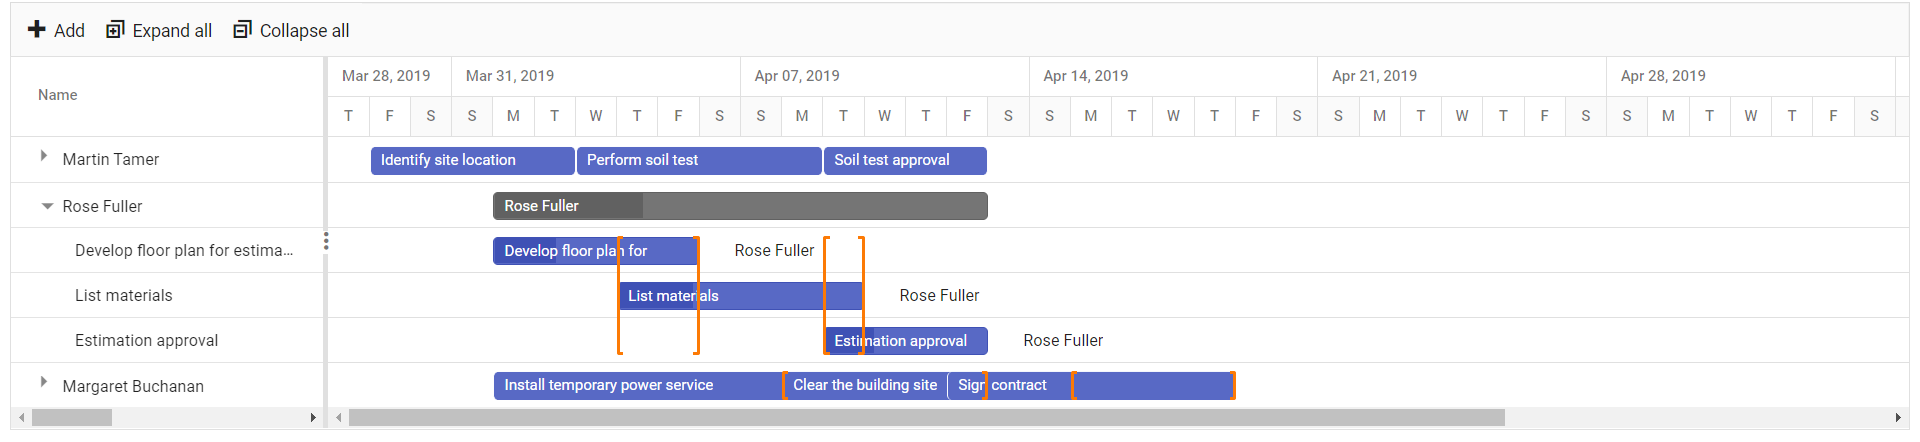 Add Expand all Collapse all
Name
Mar 28, 2019 Mar 31, 2019 Apr 07, 2019 Apr 14, 2019 Apr 21, 2019 Apr 28, 2019
T F S S M T W T F S S M T W T F S S M T W T F S S M T W T F S S M T W T F S
Martin Tamer Identify site location Perform soil test Soil test approval
Rose Fuller Rose Fuller
Develop floor plan for estima... Develop floor plan for Rose Fuller
List materials List materials Rose Fuller
Estimation approval Estimation approval Rose Fuller
Margaret Buchanan Install temporary power service Clear the building site Sign contract